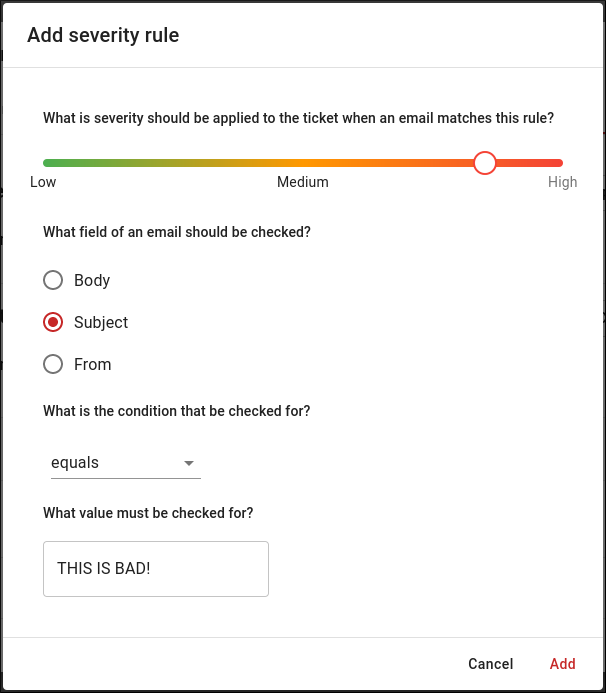 Add severity rule
What is severity should be applied to the ticket when an email matches this rule?
Low Medium High
What field of an email should be checked?
Body
Subject
From
What is the condition that be checked for?
equals
What value must be checked for?
THIS IS BAD!
Cancel Add